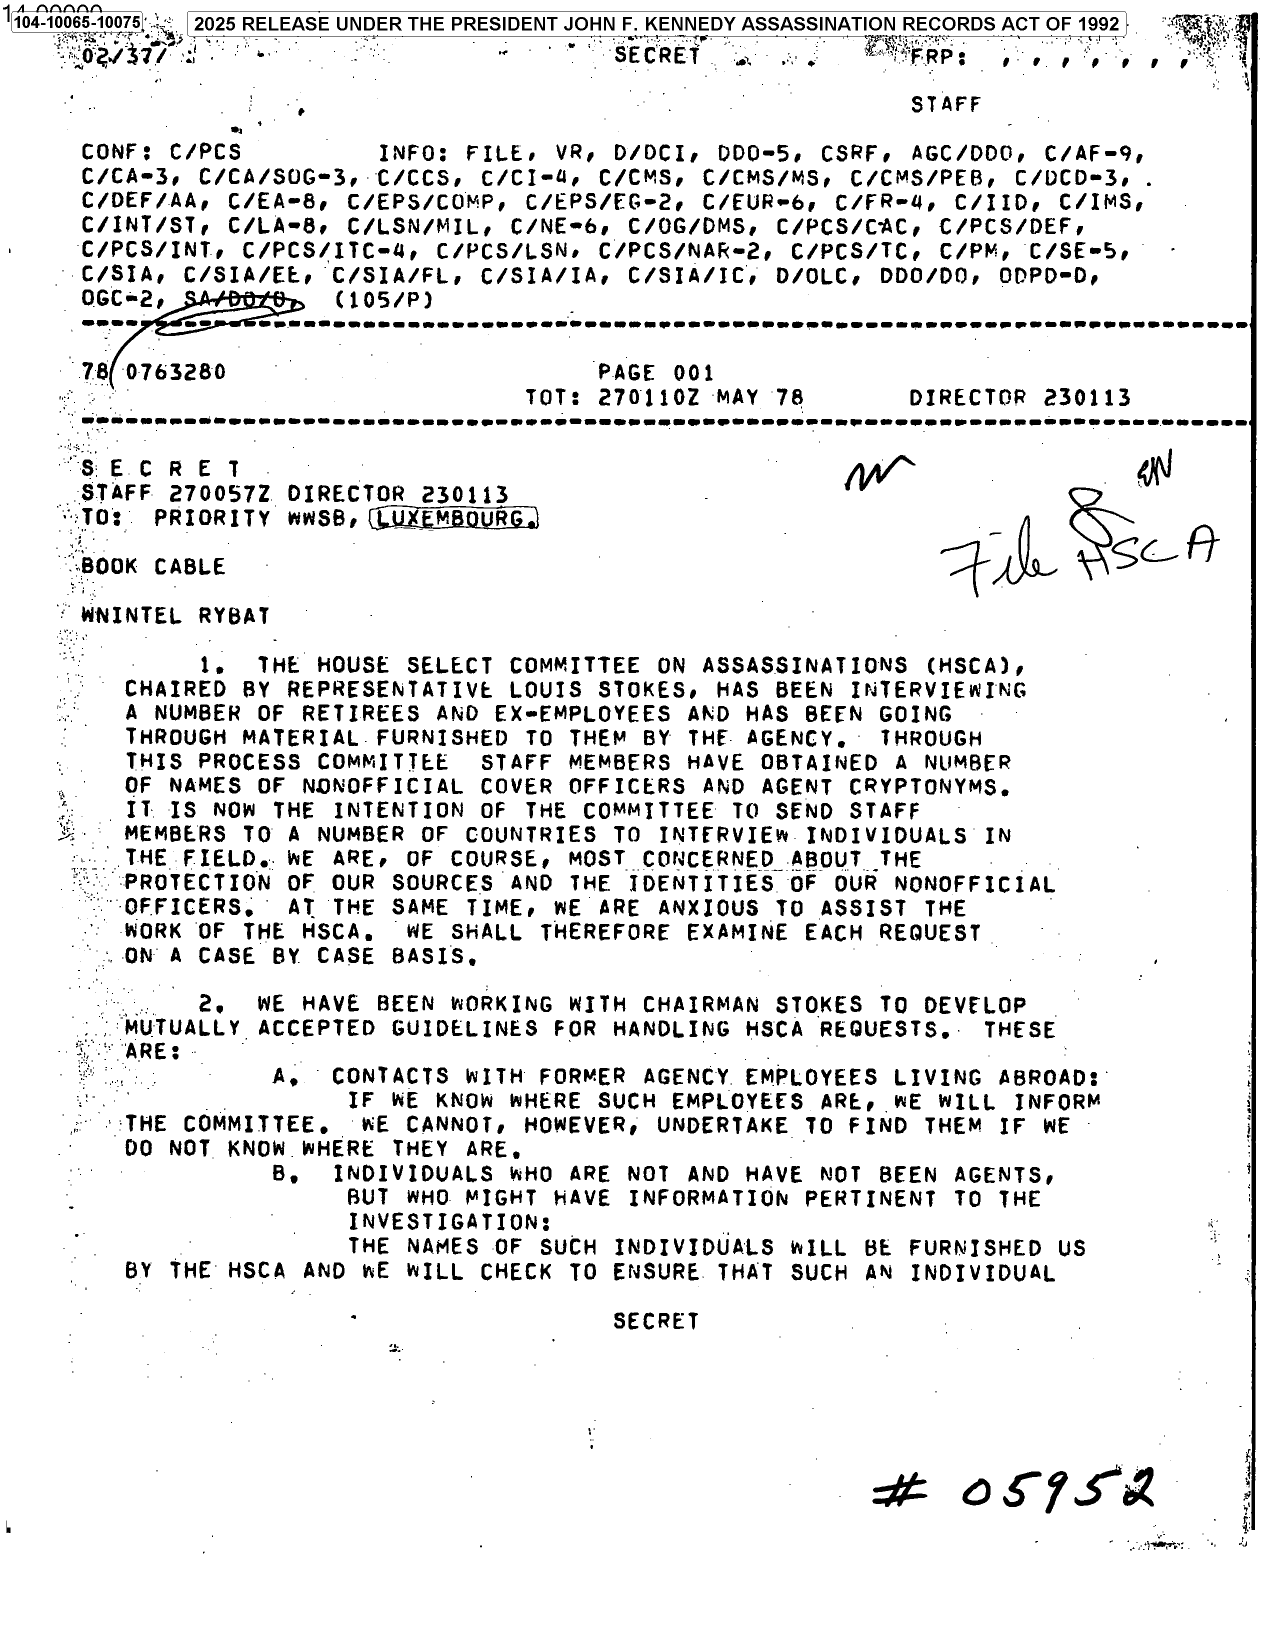 14-00000
104-10065-10075
2025 RELEASE UNDER THE PRESIDENT JOHN F. KENNEDY ASSASSINATION RECORDS ACT OF 1992
02/377 SECRET FRP: , , , , , , ,
STAFF
CONF: C/PCS INFO: FILE, VR, D/DCI, DDO-5, CSRF, AGC/DDO, C/AF-9,
C/CA-3, C/CA/SOG-3, C/CCS, C/CI-4, C/CMS, C/CMS/MS, C/CMS/PEB, C/DCD-3,
C/DEF/AA, C/EA-8, C/EPS/COMP, C/EPS/EG-2, C/EUR-6, C/FR-4, C/IID, C/IMS,
C/INT/ST, C/LA-8, C/LSN/MIL, C/NE-6, C/OG/DMS, C/PCS/CAC, C/PCS/DEF,
C/PCS/INT, C/PCS/ITC-4, C/PCS/LSN, C/PCS/NAR-2, C/PCS/TC, C/PM, C/SE-5,
C/SIA, C/SIA/EE, C/SIA/FL, C/SIA/IA, C/SIA/IC, D/OLC, DDO/DO, ODPD-D,
OGC-2, SA/DO/O, (105/P)
78 0763280 PAGE 001
TOT: 270110Z MAY 78 DIRECTOR 230113
S E C R E T
STAFF 270057Z DIRECTOR 230113
TO: PRIORITY WWSB, LUXEMBOURG.
File HSCA
BOOK CABLE
WNINTEL RYBAT
1. THE HOUSE SELECT COMMITTEE ON ASSASSINATIONS (HSCA),
CHAIRED BY REPRESENTATIVE LOUIS STOKES, HAS BEEN INTERVIEWING
A NUMBER OF RETIREES AND EX-EMPLOYEES AND HAS BEEN GOING
THROUGH MATERIAL FURNISHED TO THEM BY THE AGENCY. THROUGH
THIS PROCESS COMMITTEE STAFF MEMBERS HAVE OBTAINED A NUMBER
OF NAMES OF NONOFFICIAL COVER OFFICERS AND AGENT CRYPTONYMS.
IT IS NOW THE INTENTION OF THE COMMITTEE TO SEND STAFF
MEMBERS TO A NUMBER OF COUNTRIES TO INTERVIEW INDIVIDUALS IN
THE FIELD. WE ARE, OF COURSE, MOST CONCERNED ABOUT THE
PROTECTION OF OUR SOURCES AND THE IDENTITIES OF OUR NONOFFICIAL
OFFICERS. AT THE SAME TIME, WE ARE ANXIOUS TO ASSIST THE
WORK OF THE HSCA. WE SHALL THEREFORE EXAMINE EACH REQUEST
ON A CASE BY CASE BASIS.
2. WE HAVE BEEN WORKING WITH CHAIRMAN STOKES TO DEVELOP
MUTUALLY ACCEPTED GUIDELINES FOR HANDLING HSCA REQUESTS. THESE
ARE:
A. CONTACTS WITH FORMER AGENCY EMPLOYEES LIVING ABROAD:
IF WE KNOW WHERE SUCH EMPLOYEES ARE, WE WILL INFORM
THE COMMITTEE. WE CANNOT, HOWEVER, UNDERTAKE TO FIND THEM IF WE
DO NOT KNOW WHERE THEY ARE.
B. INDIVIDUALS WHO ARE NOT AND HAVE NOT BEEN AGENTS,
BUT WHO MIGHT HAVE INFORMATION PERTINENT TO THE
INVESTIGATION:
THE NAMES OF SUCH INDIVIDUALS WILL BE FURNISHED US
BY THE HSCA AND WE WILL CHECK TO ENSURE THAT SUCH AN INDIVIDUAL
SECRET
# 05952